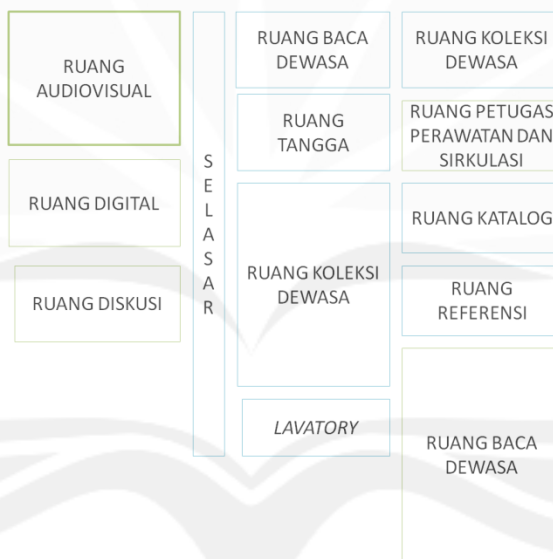 RUANG
AUDIOVISUAL
RUANG DIGITAL
RUANG DISKUSI
SELASAR
RUANG BACA
DEWASA
RUANG
TANGGA
RUANG KOLEKSI
DEWASA
LAVATORY
RUANG KOLEKSI
DEWASA
RUANG PETUGAS
PERAWATAN DAN
SIRKULASI
RUANG KATALOG
RUANG
REFERENSI
RUANG BACA
DEWASA